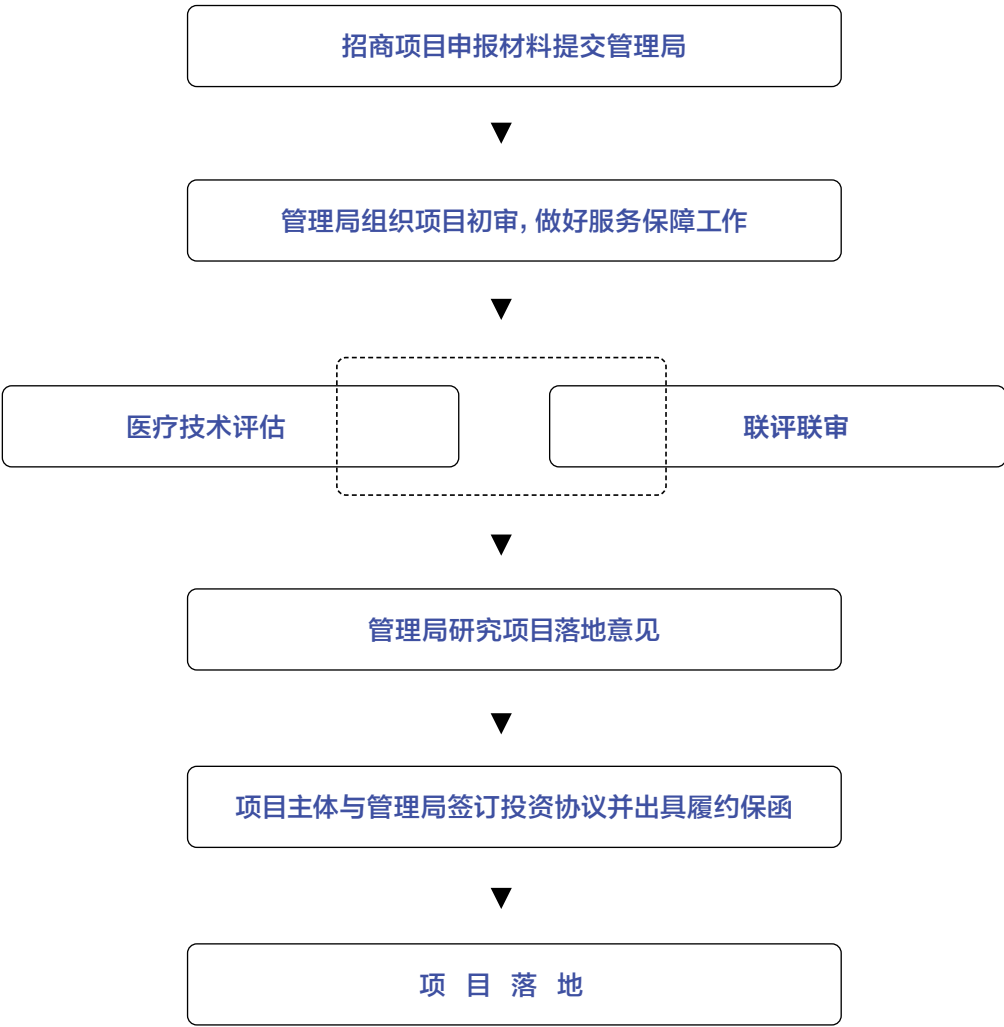 招商项目申报材料提交管理局
管理局组织项目初审，做好服务保障工作
医疗技术评估
联评联审
管理局研究项目落地意见
项目主体与管理局签订投资协议并出具履约保函
项 目 落 地